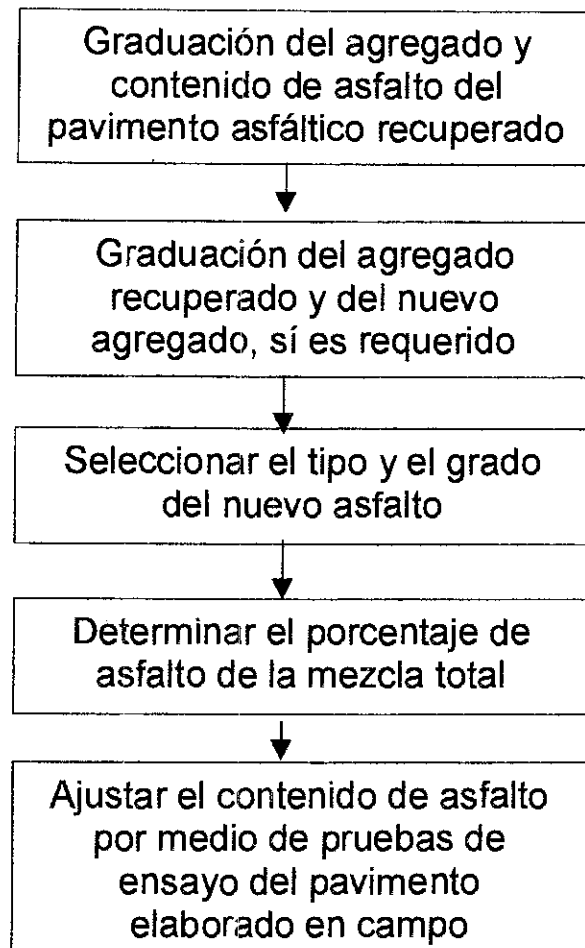 Graduación del agregado y
contenido de asfalto del
pavimento asfáltico recuperado
Graduación del agregado
recuperado y del nuevo
agregado, sí es requerido
Seleccionar el tipo y el grado
del nuevo asfalto
Determinar el porcentaje de
asfalto de la mezcla total
Ajustar el contenido de asfalto
por medio de pruebas de
ensayo del pavimento
elaborado en campo